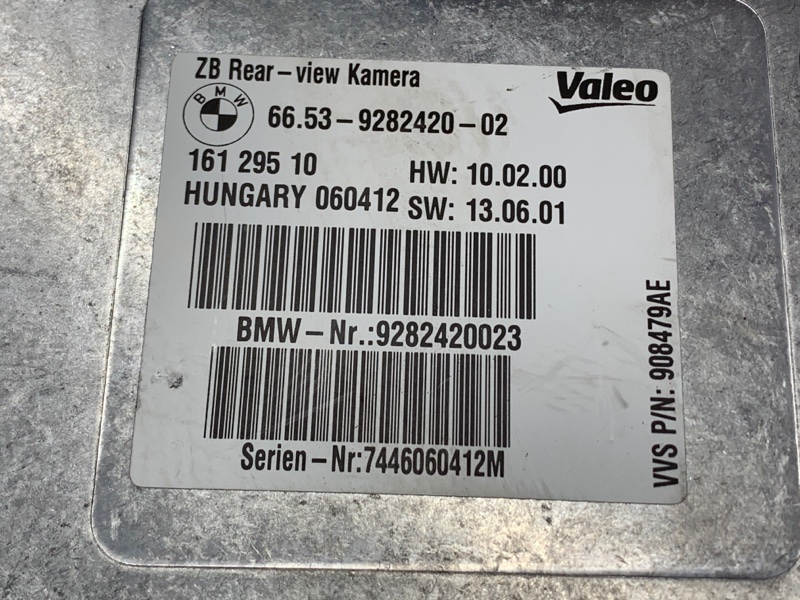 ZB Rear-view Kamera
BMW
Valeo
66.53-9282420-02
161 295 10 HW: 10.02.00
HUNGARY 060412 SW: 13.06.01
BMW-Nr.:9282420023
Serien-Nr:7446060412M
VVS P/N: 908479AE